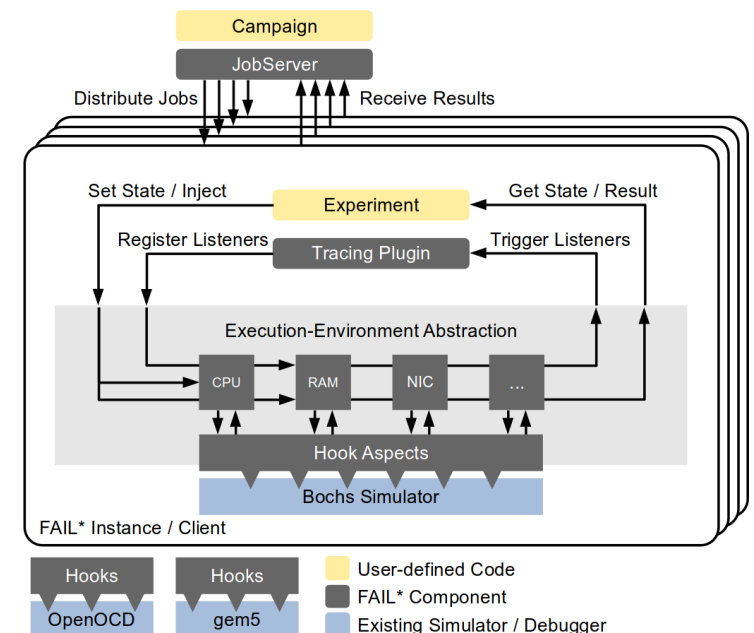 Campaign
JobServer
Distribute Jobs
Receive Results
Set State / Inject
Experiment
Get State / Result
Register Listeners
Tracing Plugin
Trigger Listeners
Execution-Environment Abstraction
CPU
RAM
NIC
...
Hook Aspects
Bochs Simulator
FAIL* Instance / Client
Hooks
OpenOCD
Hooks
gem5
User-defined Code
FAIL* Component
Existing Simulator / Debugger